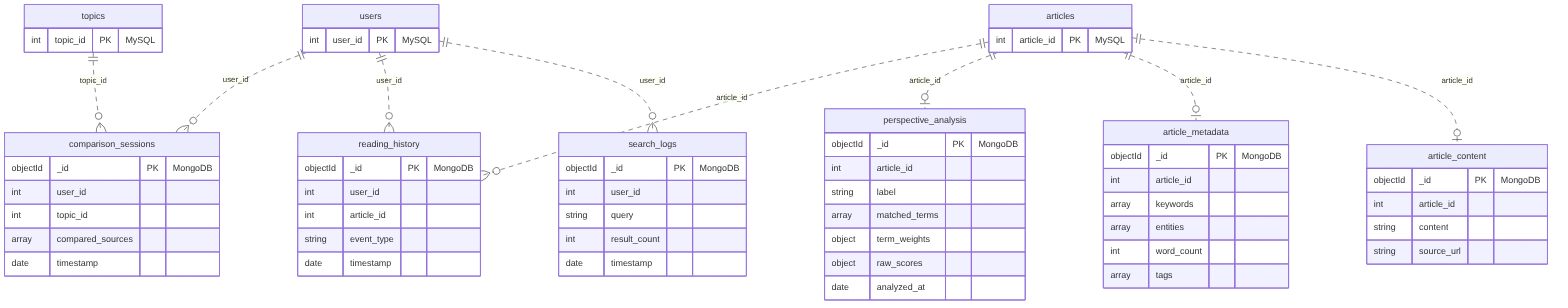 topics
int topic_id PK MySQL
users
int user_id PK MySQL
articles
int article_id PK MySQL
topic_id
user_id
user_id
user_id
article_id
article_id
article_id
article_id
comparison_sessions
objectId _id PK MongoDB
int user_id
int topic_id
array compared_sources
date timestamp
reading_history
objectId _id PK MongoDB
int user_id
int article_id
string event_type
date timestamp
search_logs
objectId _id PK MongoDB
int user_id
string query
int result_count
date timestamp
perspective_analysis
objectId _id PK MongoDB
int article_id
string label
array matched_terms
object term_weights
object raw_scores
date analyzed_at
article_metadata
objectId _id PK MongoDB
int article_id
array keywords
array entities
int word_count
array tags
article_content
objectId _id PK MongoDB
int article_id
string content
string source_url